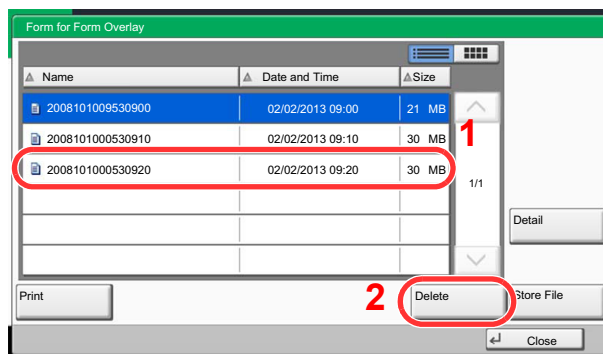 Form for Form Overlay
Name Date and Time Size
2008101009530900 02/02/2013 09:00 21 MB
1
2008101000530910 02/02/2013 09:10 30 MB
2008101000530920 02/02/2013 09:20 30 MB
1/1
Detail
Print 2 Delete Store File
Close